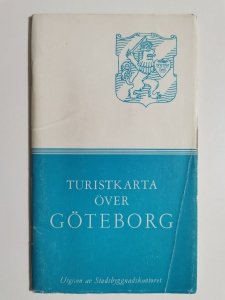 TURISTKARTA
ÖVER
GÖTEBORG
Utgiven av Stadsbyggnadskontoret